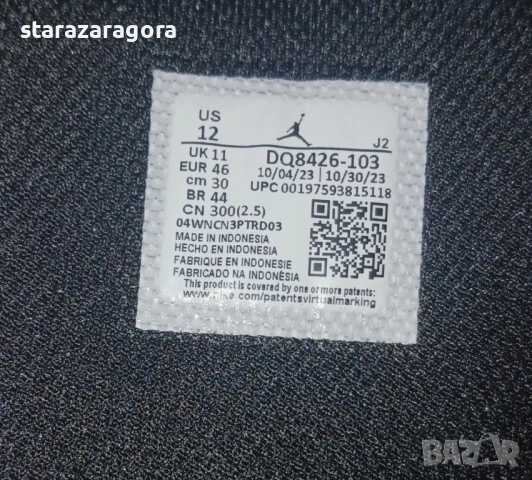 starazaragora
US
12
J2
UK 11
EUR 46
cm 30
BR 44
CN 300(2.5)
DQ8426-103
10/04/23 | 10/30/23
UPC 00197593815118
04WNCN3PTRD03
MADE IN INDONESIA
HECHO EN INDONESIA
FABRIQUE EN INDONESIE
FABRICADO NA INDONÉSIA
This product is covered by one or more patents:
www.nike.com/patentsvirtualmarking
BAZAR